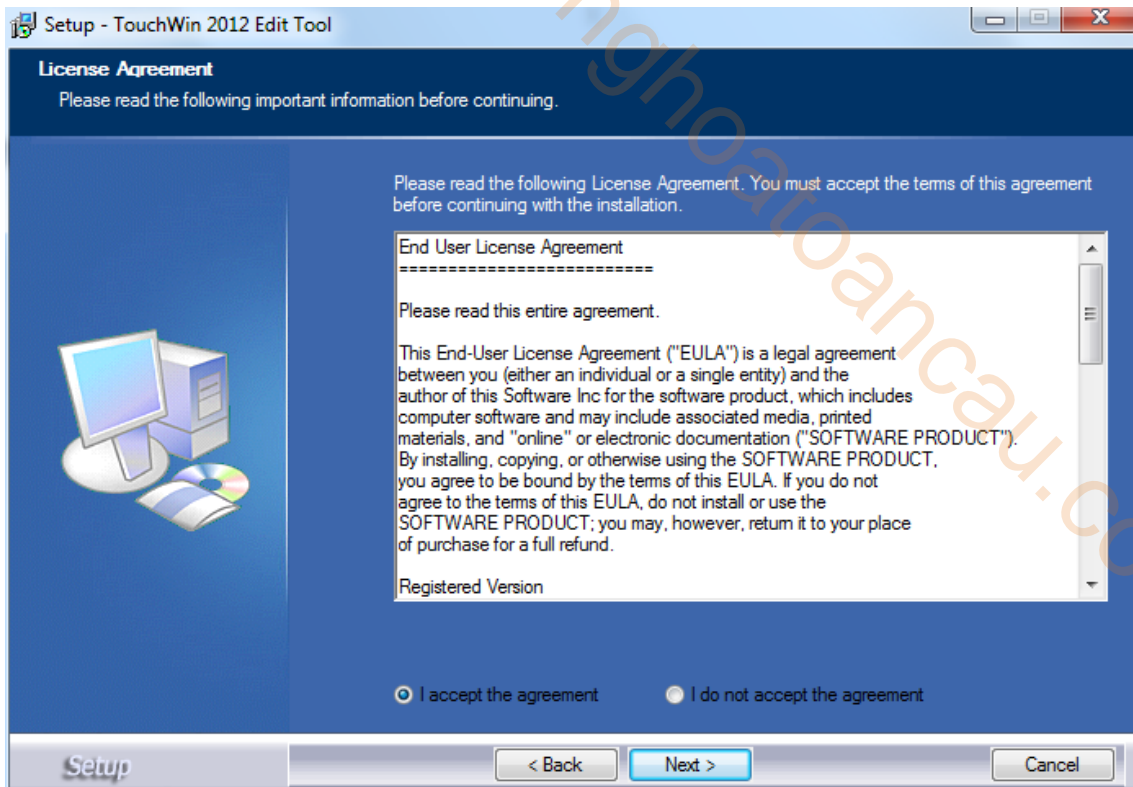 Setup - TouchWin 2012 Edit Tool
License Agreement
Please read the following important information before continuing.
Please read the following License Agreement. You must accept the terms of this agreement
before continuing with the installation.
End User License Agreement
==========================
Please read this entire agreement.
This End-User License Agreement ("EULA") is a legal agreement
between you (either an individual or a single entity) and the
author of this Software Inc for the software product, which includes
computer software and may include associated media, printed
materials, and "online" or electronic documentation ("SOFTWARE PRODUCT").
By installing, copying, or otherwise using the SOFTWARE PRODUCT,
you agree to be bound by the terms of this EULA. If you do not
agree to the terms of this EULA, do not install or use the
SOFTWARE PRODUCT; you may, however, return it to your place
of purchase for a full refund.
Registered Version
I accept the agreement
I do not accept the agreement
Setup
< Back
Next >
Cancel